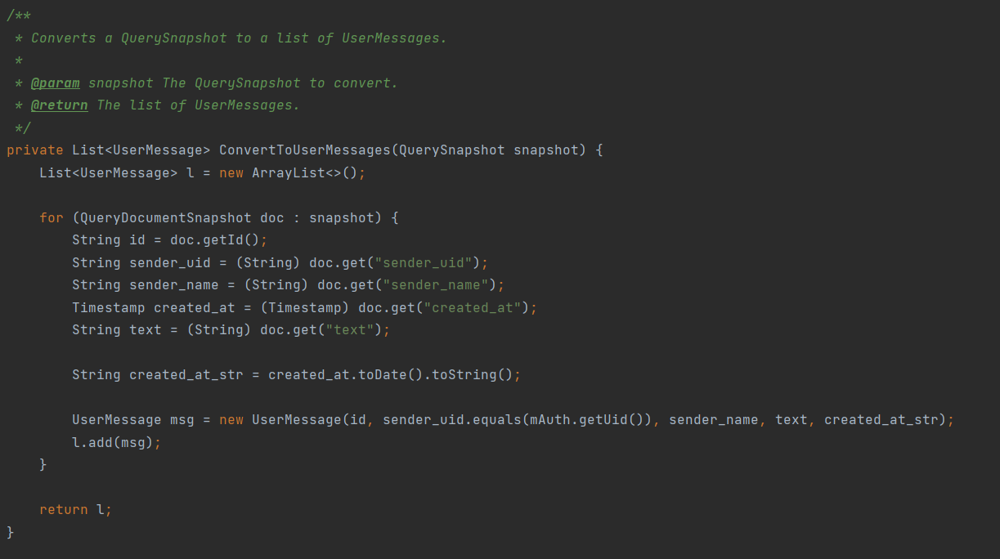 /**
 * Converts a QuerySnapshot to a list of UserMessages.
 *
 * @param snapshot The QuerySnapshot to convert.
 * @return The list of UserMessages.
 */
private List<UserMessage> ConvertToUserMessages(QuerySnapshot snapshot) {
    List<UserMessage> l = new ArrayList<>();

    for (QueryDocumentSnapshot doc : snapshot) {
        String id = doc.getId();
        String sender_uid = (String) doc.get("sender_uid");
        String sender_name = (String) doc.get("sender_name");
        Timestamp created_at = (Timestamp) doc.get("created_at");
        String text = (String) doc.get("text");

        String created_at_str = created_at.toDate().toString();

        UserMessage msg = new UserMessage(id, sender_uid.equals(mAuth.getUid()), sender_name, text, created_at_str);
        l.add(msg);
    }

    return l;
}